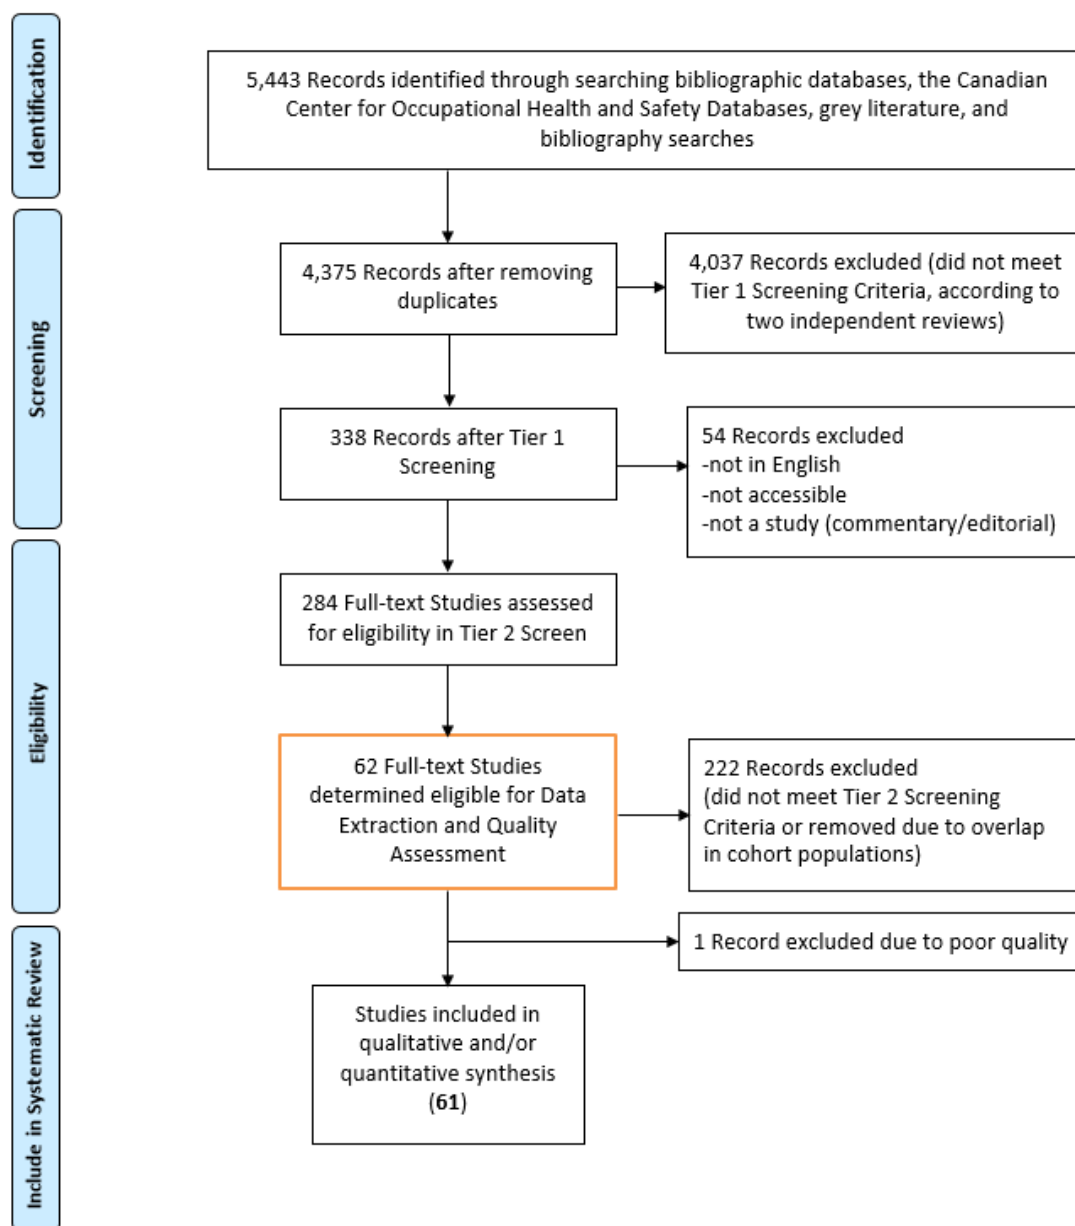 Identification
5,443 Records identified through searching bibliographic databases, the Canadian
Center for Occupational Health and Safety Databases, grey literature, and
bibliography searches
Screening
4,375 Records after removing
duplicates
4,037 Records excluded (did not meet
Tier 1 Screening Criteria, according to
two independent reviews)
338 Records after Tier 1
Screening
54 Records excluded
-not in English
-not accessible
-not a study (commentary/editorial)
Eligibility
284 Full-text Studies assessed
for eligibility in Tier 2 Screen
62 Full-text Studies
determined eligible for Data
Extraction and Quality
Assessment
222 Records excluded
(did not meet Tier 2 Screening
Criteria or removed due to overlap
in cohort populations)
Include in Systematic Review
1 Record excluded due to poor quality
Studies included in
qualitative and/or
quantitative synthesis
(61)